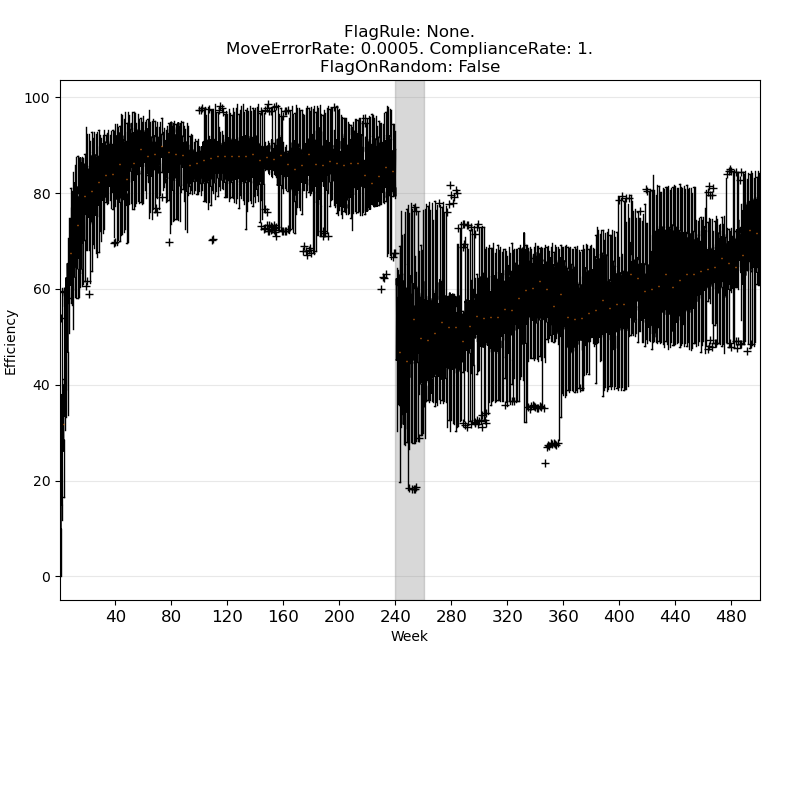 FlagRule: None.
MoveErrorRate: 0.0005. ComplianceRate: 1.
FlagOnRandom: False
100
80
60
40
20
0
Efficiency
40 80 120 160 200 240 280 320 360 400 440 480
Week